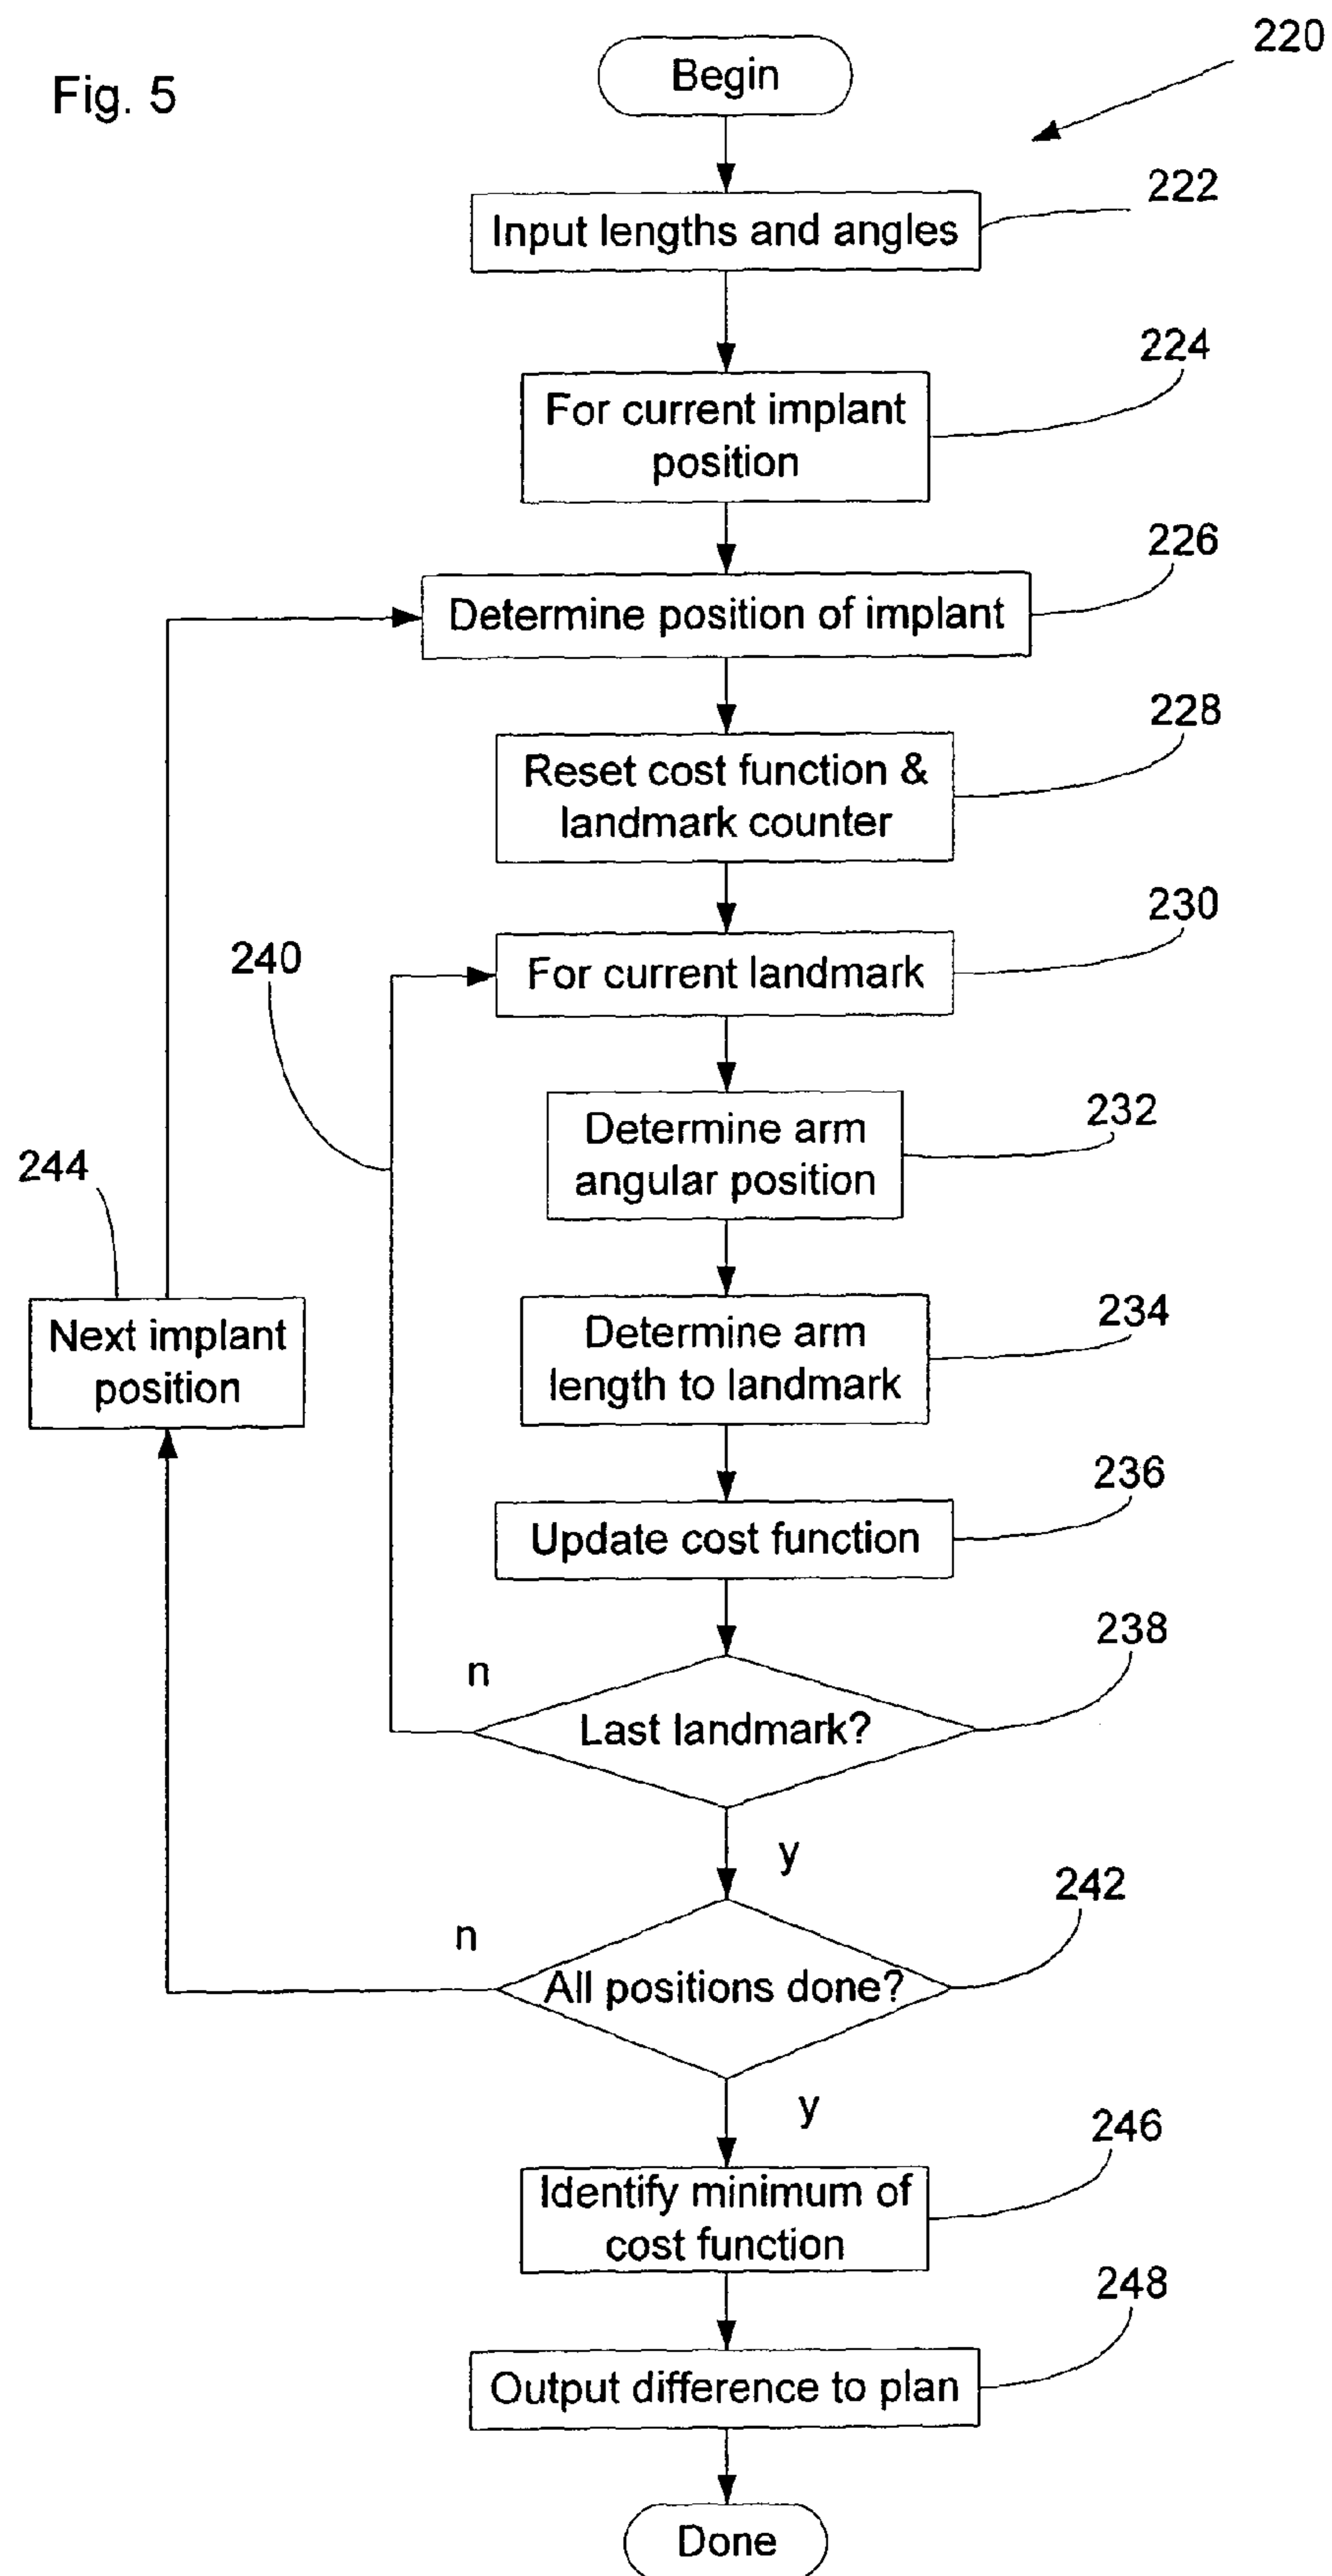 220
Fig. 5
Begin
222
Input lengths and angles
224
For current implant
position
226
Determine position of implant
228
Reset cost function &
landmark counter
230
240
For current landmark
232
Determine arm
angular position
244
234
Next implant
position
Determine arm
length to landmark
236
Update cost function
238
n
Last landmark?
y
242
n
All positions done?
y
246
Identify minimum of
cost function
248
Output difference to plan
Done